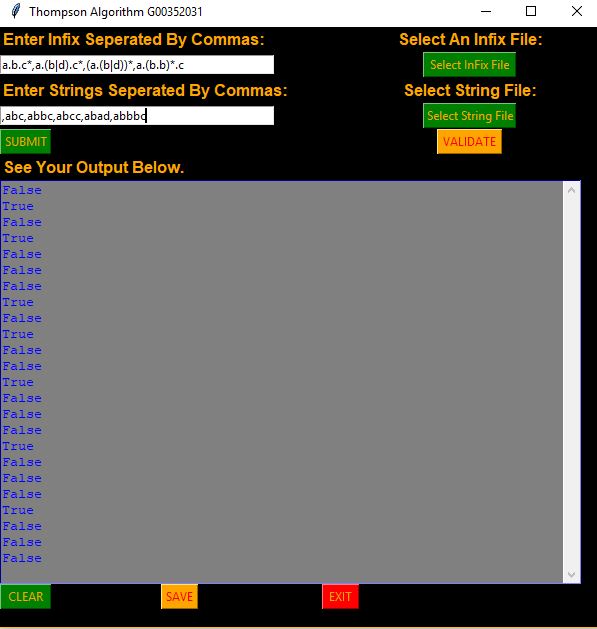 Thompson Algorithm G00352031
Enter Infix Seperated By Commas: Select An Infix File:
a.b.c*,a.(b|d).c*,(a.(b|d))*,a.(b.b)*.c Select InFix File
Enter Strings Seperated By Commas: Select String File:
,abc,abbc,abcc,abad,abbbc Select String File
SUBMIT VALIDATE
See Your Output Below.
False
True
False
True
False
False
False
True
False
True
False
False
True
False
False
False
True
False
False
False
True
False
False
False
CLEAR SAVE EXIT